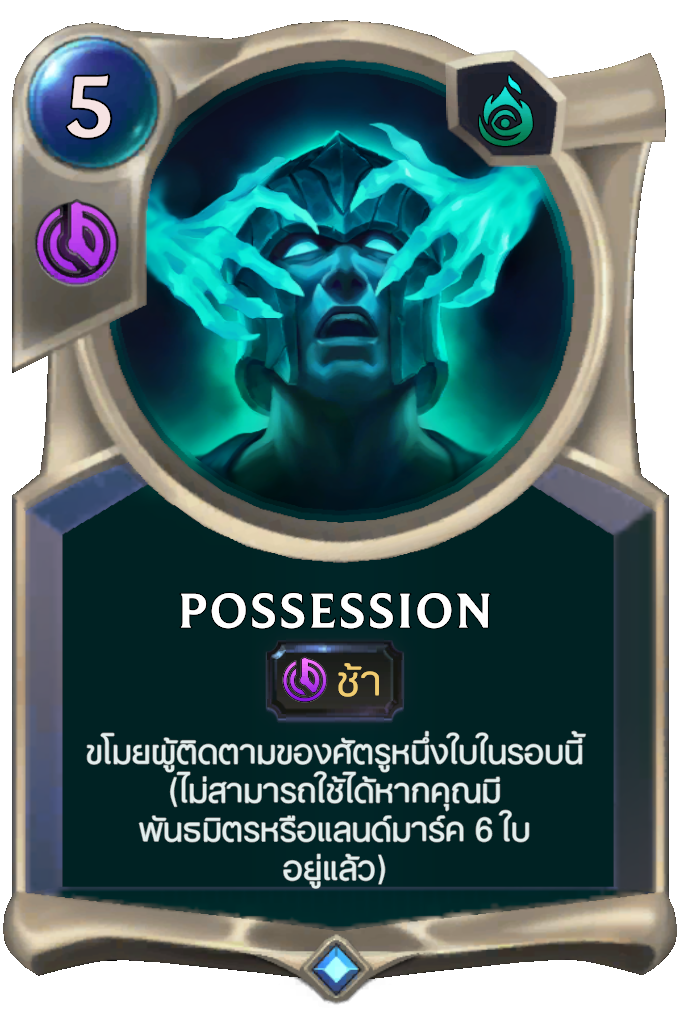 5
POSSESSION
ช้า
ขโมยผู้ติดตามของศัตรูหนึ่งใบในรอบนี้
(ไม่สามารถใช้ได้หากคุณมี
พันธมิตรหรือแลนด์มาร์ค 6 ใบ
อยู่แล้ว)